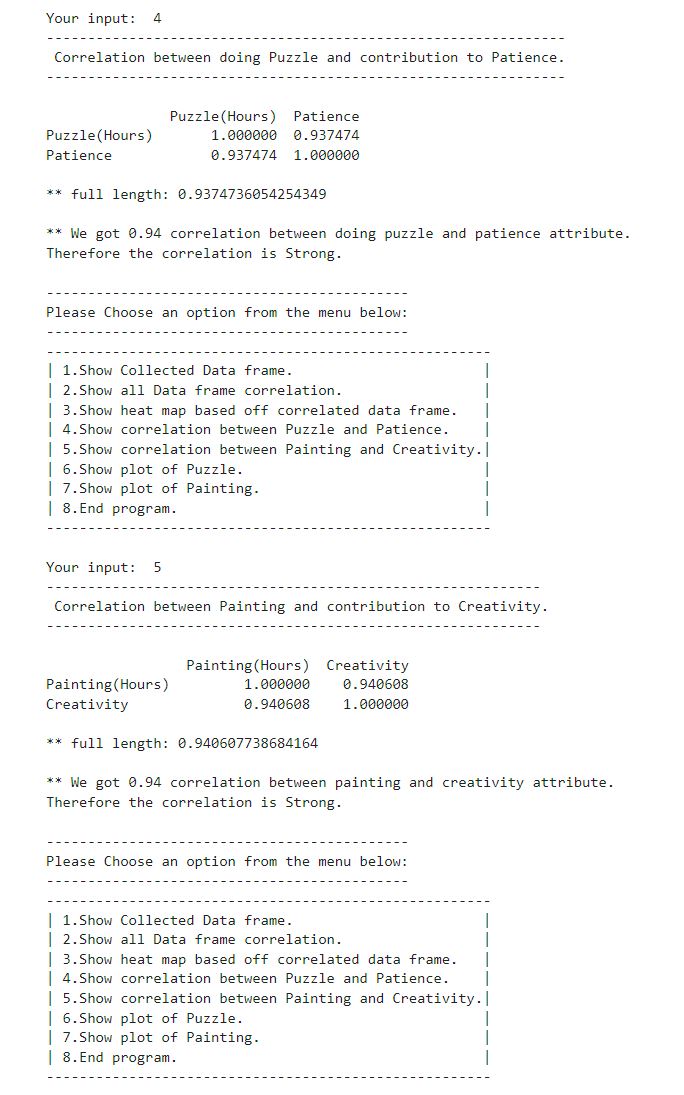 Your input:  4
---------------------------------------------------------------
 Correlation between doing Puzzle and contribution to Patience.
---------------------------------------------------------------
               Puzzle(Hours)  Patience
Puzzle(Hours)       1.000000  0.937474
Patience            0.937474  1.000000
** full length: 0.9374736054254349
** We got 0.94 correlation between doing puzzle and patience attribute.
Therefore the correlation is Strong.
--------------------------------------------
Please Choose an option from the menu below:
--------------------------------------------
------------------------------------------------------
| 1.Show Collected Data frame.                       |
| 2.Show all Data frame correlation.                 |
| 3.Show heat map based off correlated data frame.   |
| 4.Show correlation between Puzzle and Patience.    |
| 5.Show correlation between Painting and Creativity.|
| 6.Show plot of Puzzle.                             |
| 7.Show plot of Painting.                           |
| 8.End program.                                     |
------------------------------------------------------
Your input:  5
------------------------------------------------------------
 Correlation between Painting and contribution to Creativity.
------------------------------------------------------------
                 Painting(Hours)  Creativity
Painting(Hours)         1.000000    0.940608
Creativity              0.940608    1.000000
** full length: 0.940607738684164
** We got 0.94 correlation between painting and creativity attribute.
Therefore the correlation is Strong.
--------------------------------------------
Please Choose an option from the menu below:
--------------------------------------------
------------------------------------------------------
| 1.Show Collected Data frame.                       |
| 2.Show all Data frame correlation.                 |
| 3.Show heat map based off correlated data frame.   |
| 4.Show correlation between Puzzle and Patience.    |
| 5.Show correlation between Painting and Creativity.|
| 6.Show plot of Puzzle.                             |
| 7.Show plot of Painting.                           |
| 8.End program.                                     |
------------------------------------------------------